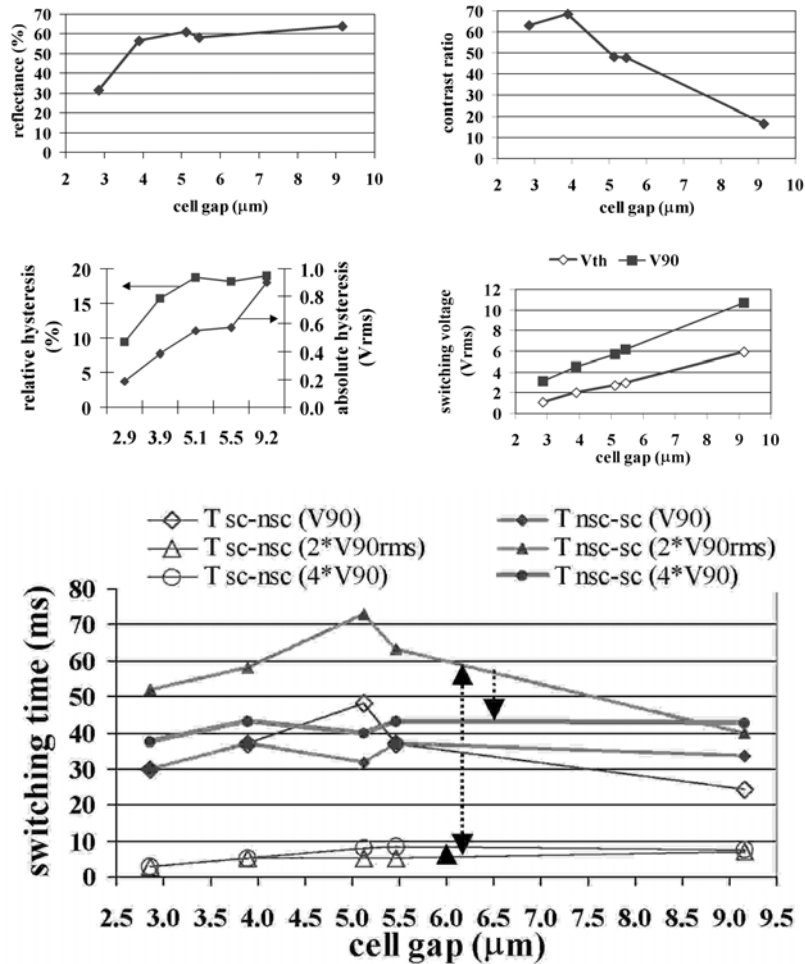 reflectance (%)
70
60
50
40
30
20
10
0
2 3 4 5 6 7 8 9 10
cell gap (μm)
contrast ratio
70
60
50
40
30
20
10
0
2 3 4 5 6 7 8 9 10
cell gap (μm)
relative hysteresis
(%)
20
15
10
5
0
1.0
0.8
0.6
0.4
0.2
0.0
absolute hysteresis
(Vrms)
2.9 3.9 5.1 5.5 9.2
Vth V90
switching voltage
(Vrms)
12
10
8
6
4
2
0
2 3 4 5 6 7 8 9 10
cell gap (μm)
T sc-nsc (V90) T nsc-sc (V90)
T sc-nsc (2*V90rms) T nsc-sc (2*V90rms)
T sc-nsc (4*V90) T nsc-sc (4*V90)
switching time (ms)
80
70
60
50
40
30
20
10
0
2.5 3.0 3.5 4.0 4.5 5.0 5.5 6.0 6.5 7.0 7.5 8.0 8.5 9.0 9.5
cell gap (μm)